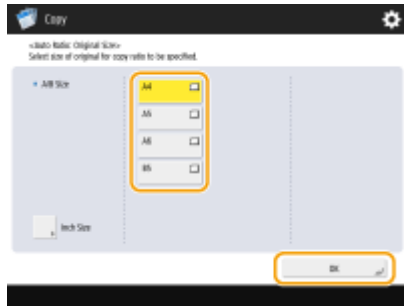 Copy
<Auto Ratio: Original Size>
Select size of original for copy ratio to be specified.
A/B Size
A4
A5
A6
B5
Inch Size
OK